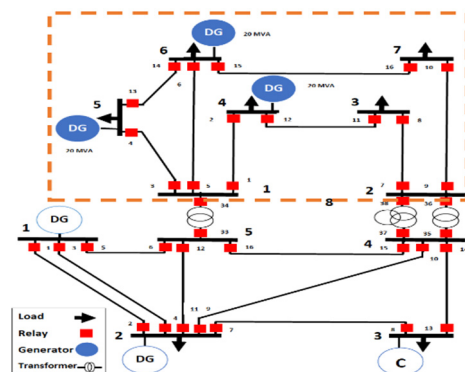 DG 20 MVA
6 7
14 6 15 16 10
DG 20 MVA
5 13 4 3
2 12 11 8
DG 4
20 MVA
3 5 1 7 9
1 2
34 8 38 36
DG
33 37 35
1 5 4
3 5 6 12 16 15 10 14
2 4 11 9 7 8 13
2 3
DG C
Load
Relay
Generator
Transformer